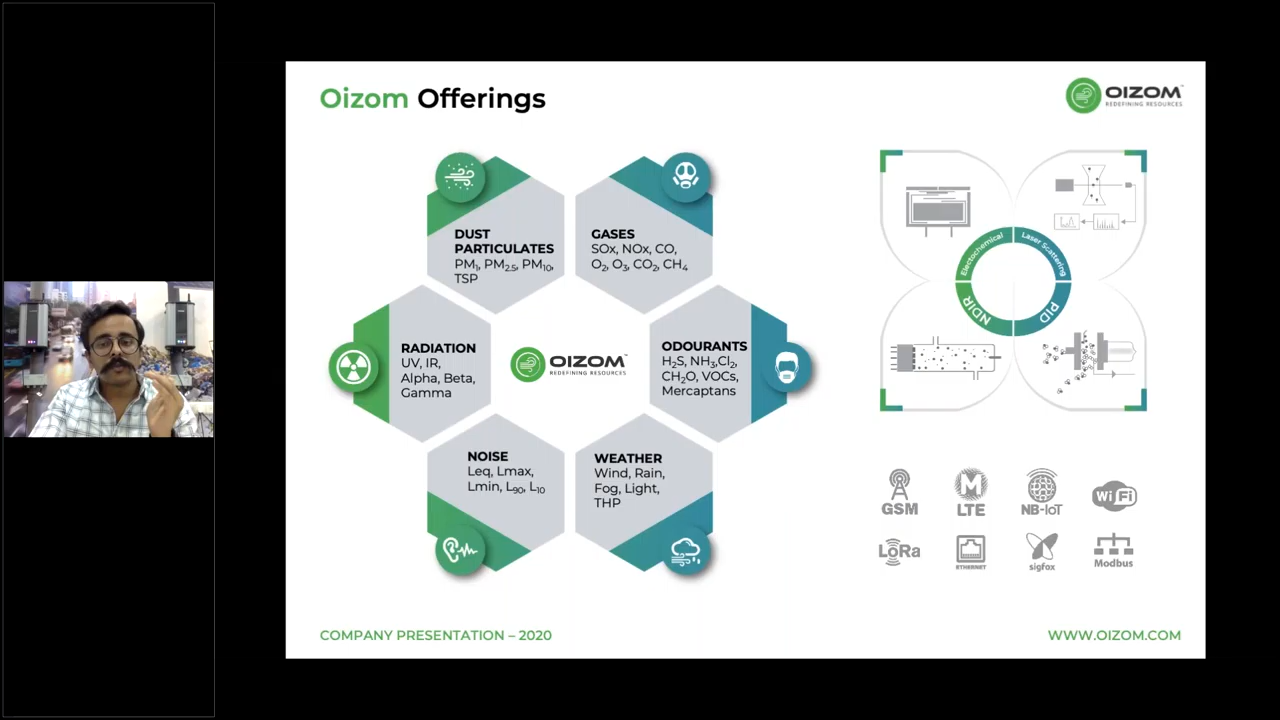 Oizom Offerings
OIZOM™
REDEFINING RESOURCES
DUST
PARTICULATES
PM₁, PM₂.₅, PM₁₀,
TSP
GASES
SOx, NOx, CO,
O₂, O₃, CO₂, CH₄
RADIATION
UV, IR,
Alpha, Beta,
Gamma
OIZOM™
REDEFINING RESOURCES
ODOURANTS
H₂S, NH₃,Cl₂,
CH₂O, VOCs,
Mercaptans
NOISE
Leq, Lmax,
Lmin, L₉₀, L₁₀
WEATHER
Wind, Rain,
Fog, Light,
THP
Electochemical
Laser Scattering
NDIR
PID
GSM
LTE
NB-IoT
WiFi
LoRa
ETHERNET
sigfox
Modbus
COMPANY PRESENTATION – 2020
WWW.OIZOM.COM